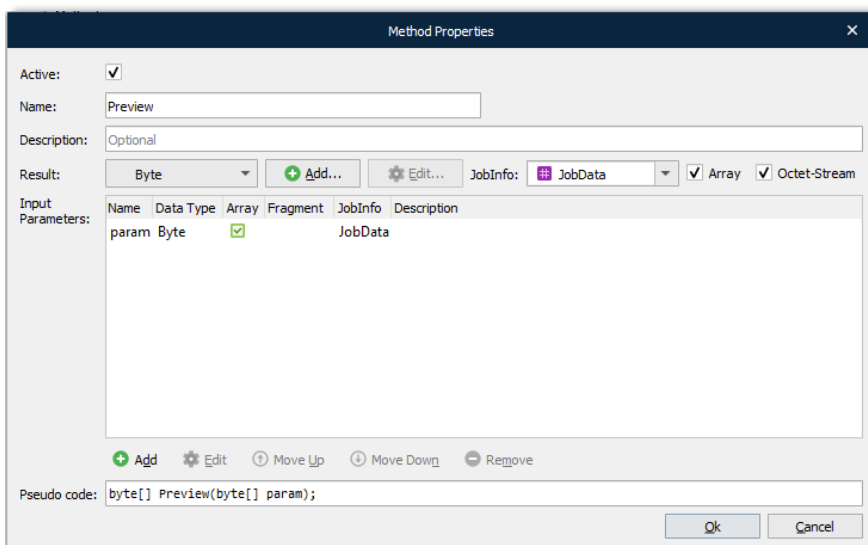 Method Properties
Active:
Name: Preview
Description: Optional
Result: Byte Add... Edit... JobInfo: JobData Array Octet-Stream
Input
Parameters:
Name Data Type Array Fragment JobInfo Description
param Byte JobData
Add Edit Move Up Move Down Remove
Pseudo code: byte[] Preview(byte[] param);
Ok Cancel